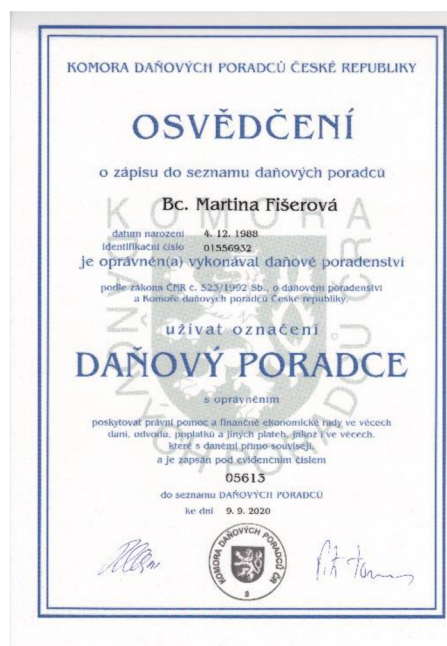 KOMORA DAŇOVÝCH PORADCŮ ČESKÉ REPUBLIKY
OSVĚDČENÍ
o zápisu do seznamu daňových poradců
Bc. Martina Fišerová
datum narození 4. 12. 1988
identifikační číslo 01556932
je oprávněn(a) vykonávat daňové poradenství
podle zákona ČNR č. 523/1992 Sb., o daňovém poradenství
a Komoře daňových poradců České republiky,
užívat označení
DAŇOVÝ PORADCE
s oprávněním
poskytovat právní pomoc a finančně ekonomické rady ve věcech
daní, odvodů, poplatků a jiných plateb, jakož i ve věcech,
které s daněmi přímo souvisejí,
a je zapsán pod evidenčním číslem
05613
do seznamu DAŇOVÝCH PORADCŮ
ke dni 9. 9. 2020
KOMORA DAŇOVÝCH PORADCŮ ČR
3